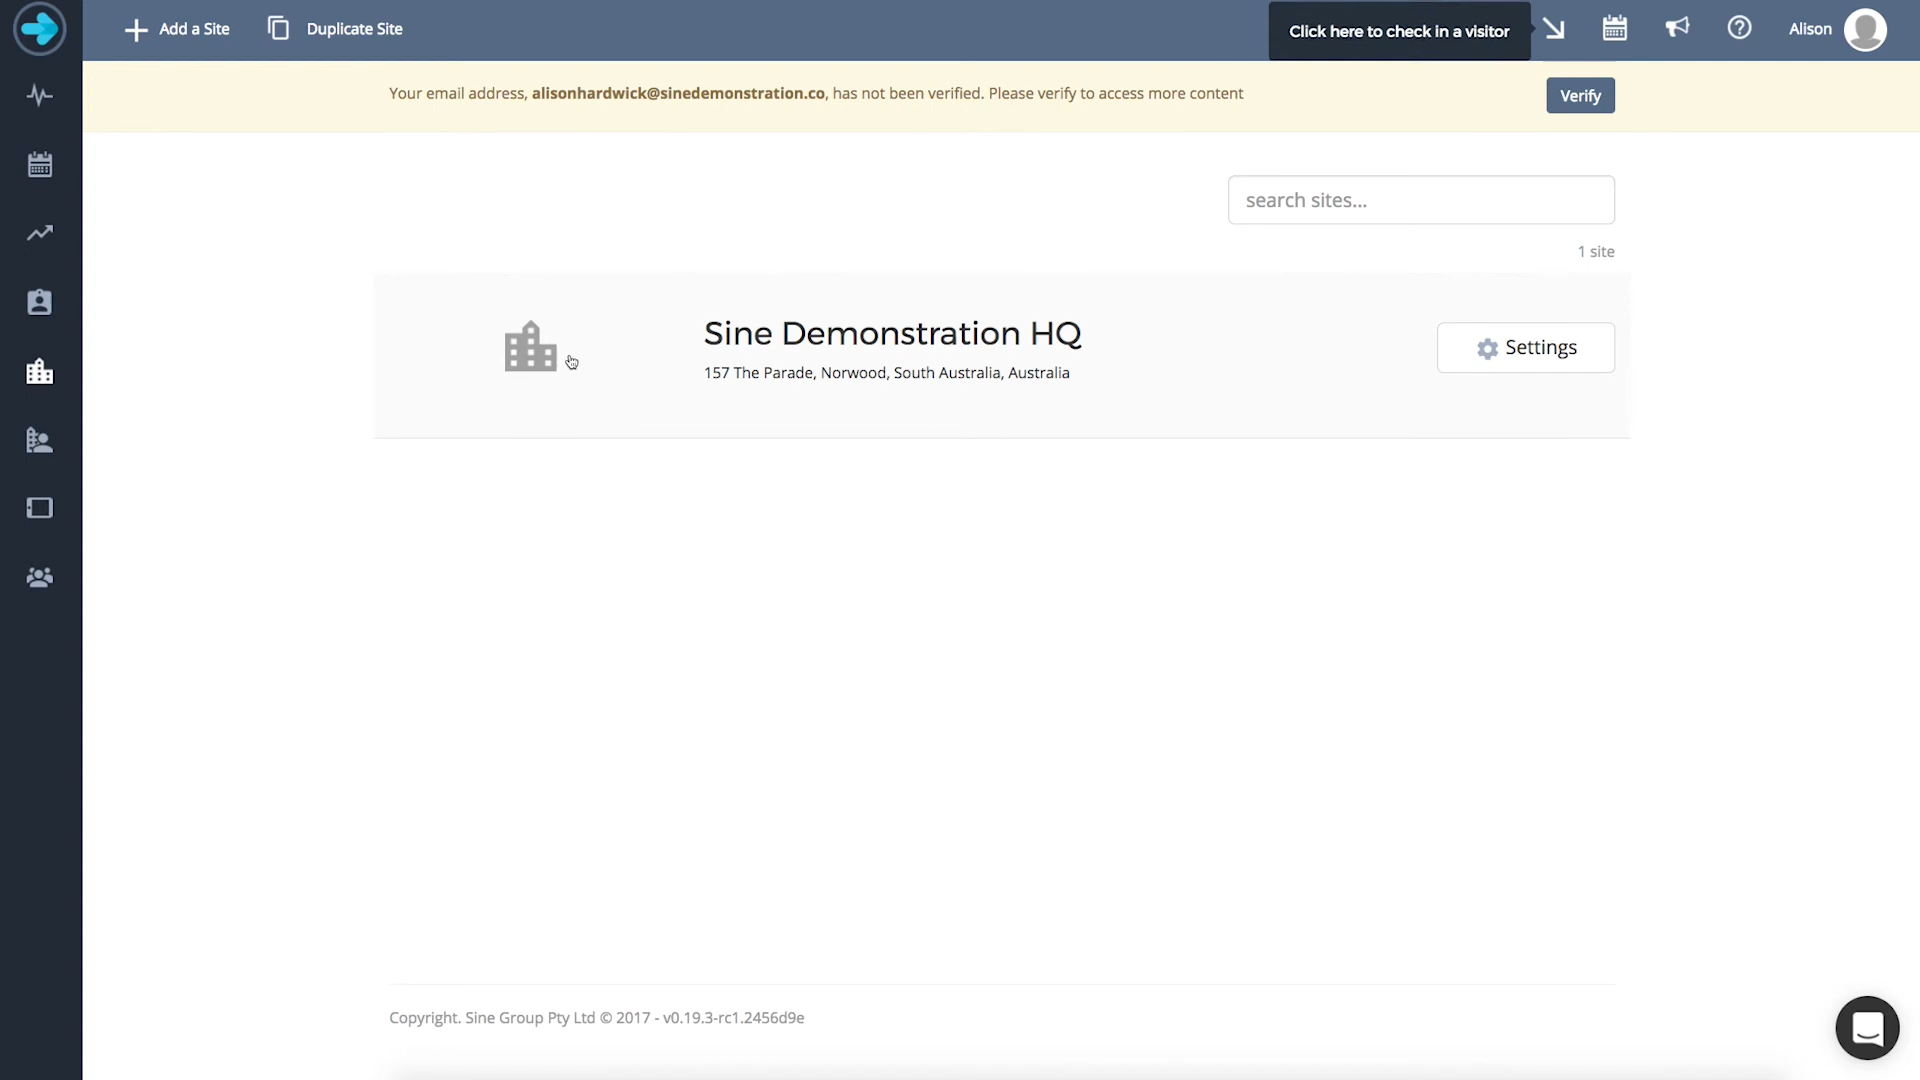 Add a Site
Duplicate Site
Click here to check in a visitor
Alison
Your email address, alisonhardwick@sinedemonstration.co, has not been verified. Please verify to access more content
Verify
search sites...
1 site
Sine Demonstration HQ
157 The Parade, Norwood, South Australia, Australia
Settings
Copyright. Sine Group Pty Ltd © 2017 - v0.19.3-rc1.2456d9e